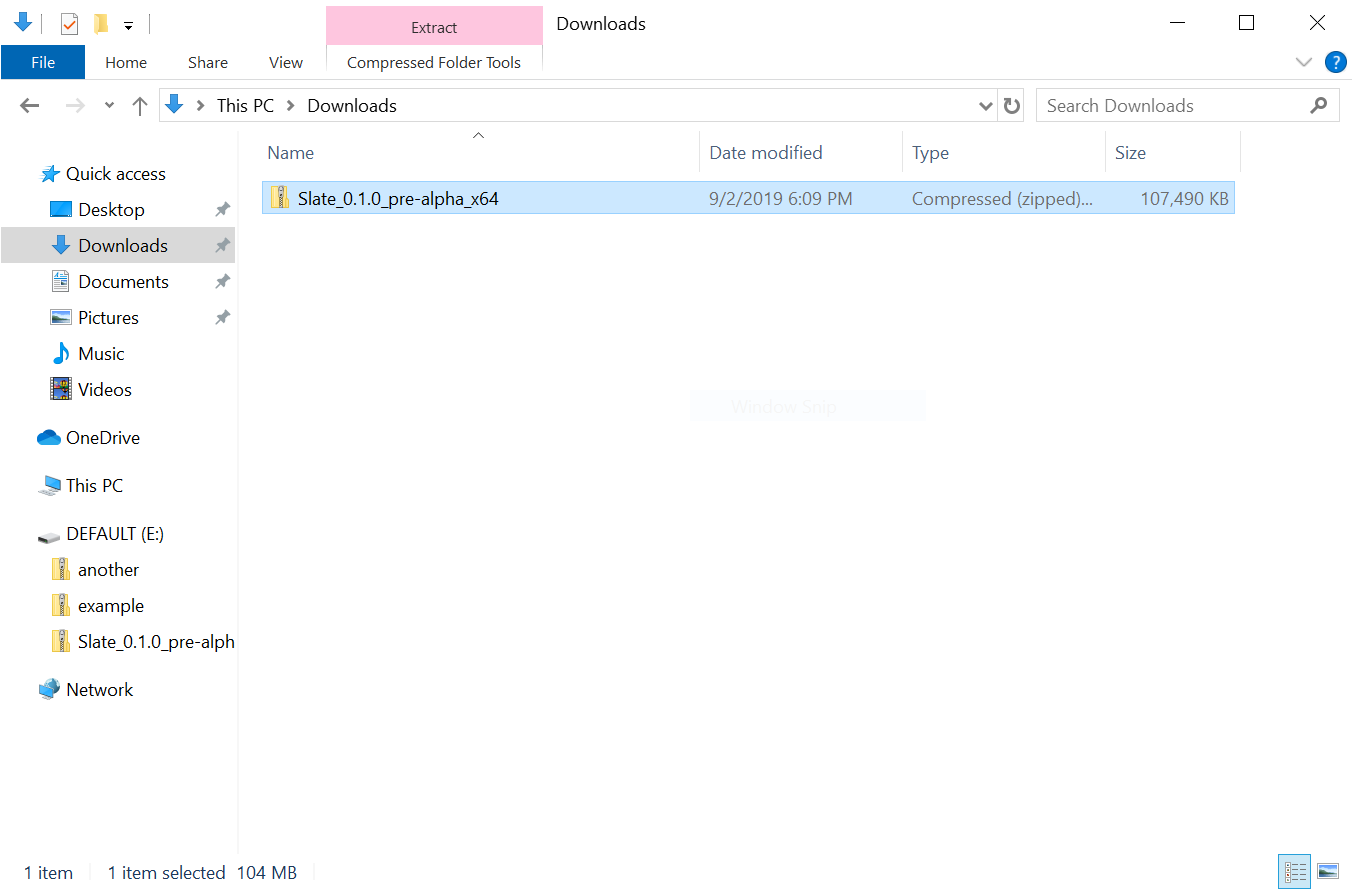 Extract Downloads
File Home Share View Compressed Folder Tools ?
This PC Downloads Search Downloads
Name Date modified Type Size
Quick access
Slate_0.1.0_pre-alpha_x64 9/2/2019 6:09 PM Compressed (zipped)... 107,490 KB
Desktop
Downloads
Documents
Pictures
Music
Videos
Window Snip
OneDrive
This PC
DEFAULT (E:)
another
example
Slate_0.1.0_pre-alph
Network
1 item 1 item selected 104 MB